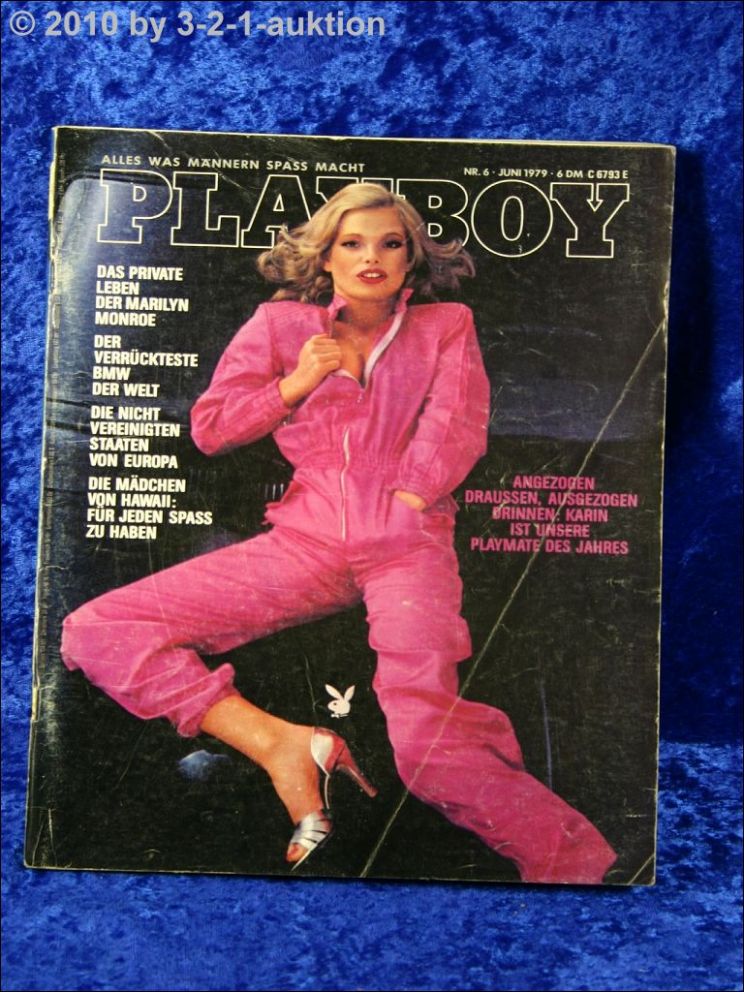 © 2010 by 3-2-1-auktion
ALLES WAS MÄNNERN SPASS MACHT
NR. 6 · JUNI 1979 · 6 DM C 6793 E
PLAYBOY
DAS PRIVATE
LEBEN
DER MARILYN
MONROE
DER
VERRÜCKTESTE
BMW
DER WELT
DIE NICHT
VEREINIGTEN
STAATEN
VON EUROPA
DIE MÄDCHEN
VON HAWAII:
FÜR JEDEN SPASS
ZU HABEN
ANGEZOGEN
DRAUSSEN, AUSGEZOGEN
DRINNEN: KARIN
IST UNSERE
PLAYMATE DES JAHRES